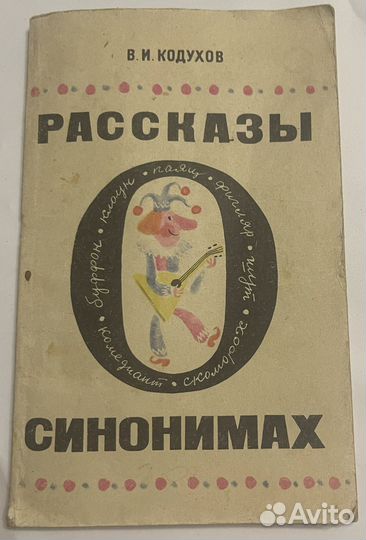 В. И. КОДУХОВ
РАССКАЗЫ
О
буффон • клоун • паяц • фигляр • шут • скоморох • комедиант •
СИНОНИМАХ
Avito